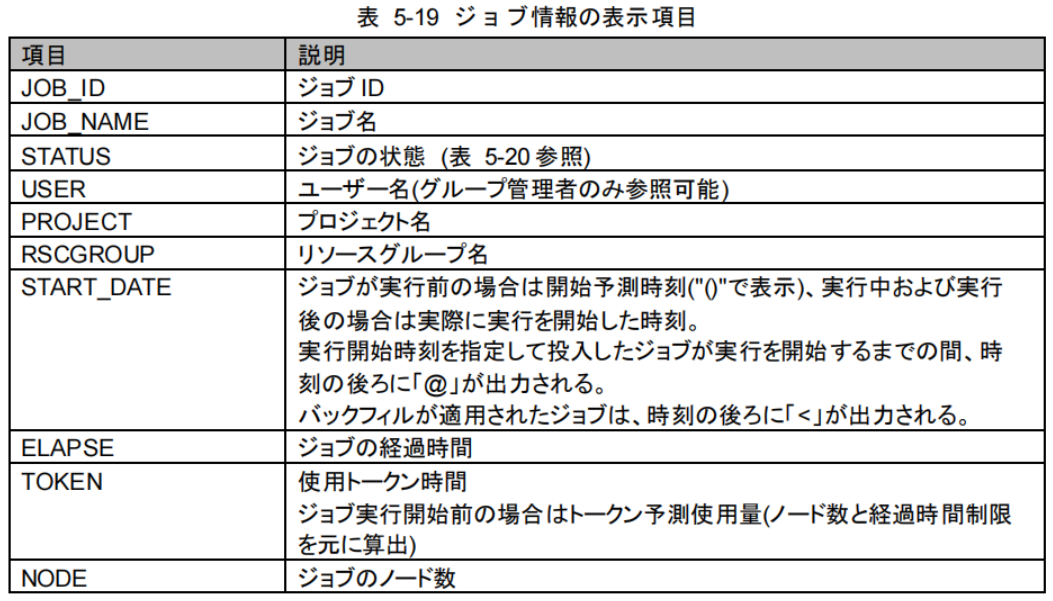 表 5-19 ジョブ情報の表示項目
項目 説明
JOB_ID ジョブ ID
JOB_NAME ジョブ名
STATUS ジョブの状態 (表 5-20 参照)
USER ユーザー名(グループ管理者のみ参照可能)
PROJECT プロジェクト名
RSCGROUP リソースグループ名
START_DATE ジョブが実行前の場合は開始予測時刻("()"で表示)、実行中および実行
後の場合は実際に実行を開始した時刻。
実行開始時刻を指定して投入したジョブが実行を開始するまでの間、時
刻の後ろに「@」が出力される。
バックフィルが適用されたジョブは、時刻の後ろに「<」が出力される。
ELAPSE ジョブの経過時間
TOKEN 使用トークン時間
ジョブ実行開始前の場合はトークン予測使用量(ノード数と経過時間制限
を元に算出)
NODE ジョブのノード数